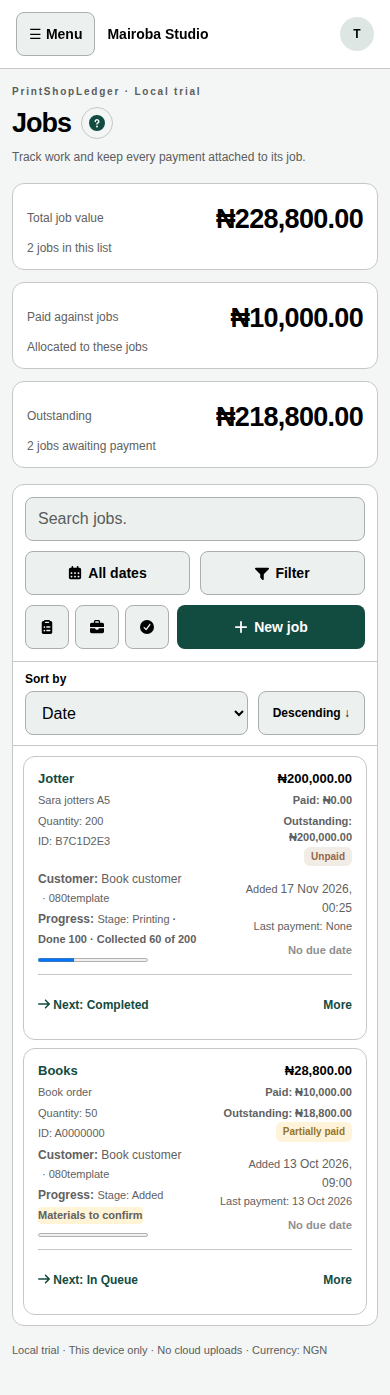 ☰ Menu Mairoba Studio T
PrintShopLedger · Local trial
Jobs ?
Track work and keep every payment attached to its job.
Total job value ₦228,800.00
2 jobs in this list
Paid against jobs ₦10,000.00
Allocated to these jobs
Outstanding ₦218,800.00
2 jobs awaiting payment
Search jobs.
All dates Filter
+ New job
Sort by
Date Descending ↓
Jotter ₦200,000.00
Sara jotters A5 Paid: ₦0.00
Quantity: 200 Outstanding:
₦200,000.00
ID: B7C1D2E3
Unpaid
Customer: Book customer
· 080template
Added 17 Nov 2026,
00:25
Progress: Stage: Printing ·
Last payment: None
Done 100 · Collected 60 of 200
No due date
→ Next: Completed More
Books ₦28,800.00
Book order Paid: ₦10,000.00
Quantity: 50 Outstanding: ₦18,800.00
ID: A0000000 Partially paid
Customer: Book customer
· 080template
Added 13 Oct 2026,
09:00
Progress: Stage: Added
Last payment: 13 Oct 2026
Materials to confirm
No due date
→ Next: In Queue More
Local trial · This device only · No cloud uploads · Currency: NGN